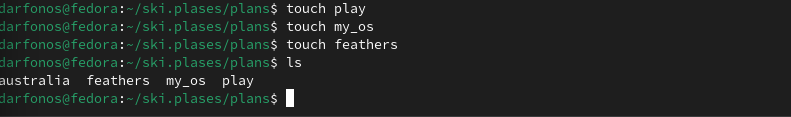 darfonos@fedora:~/ski.plases/plans$ touch play
darfonos@fedora:~/ski.plases/plans$ touch my_os
darfonos@fedora:~/ski.plases/plans$ touch feathers
darfonos@fedora:~/ski.plases/plans$ ls
australia  feathers  my_os  play
darfonos@fedora:~/ski.plases/plans$